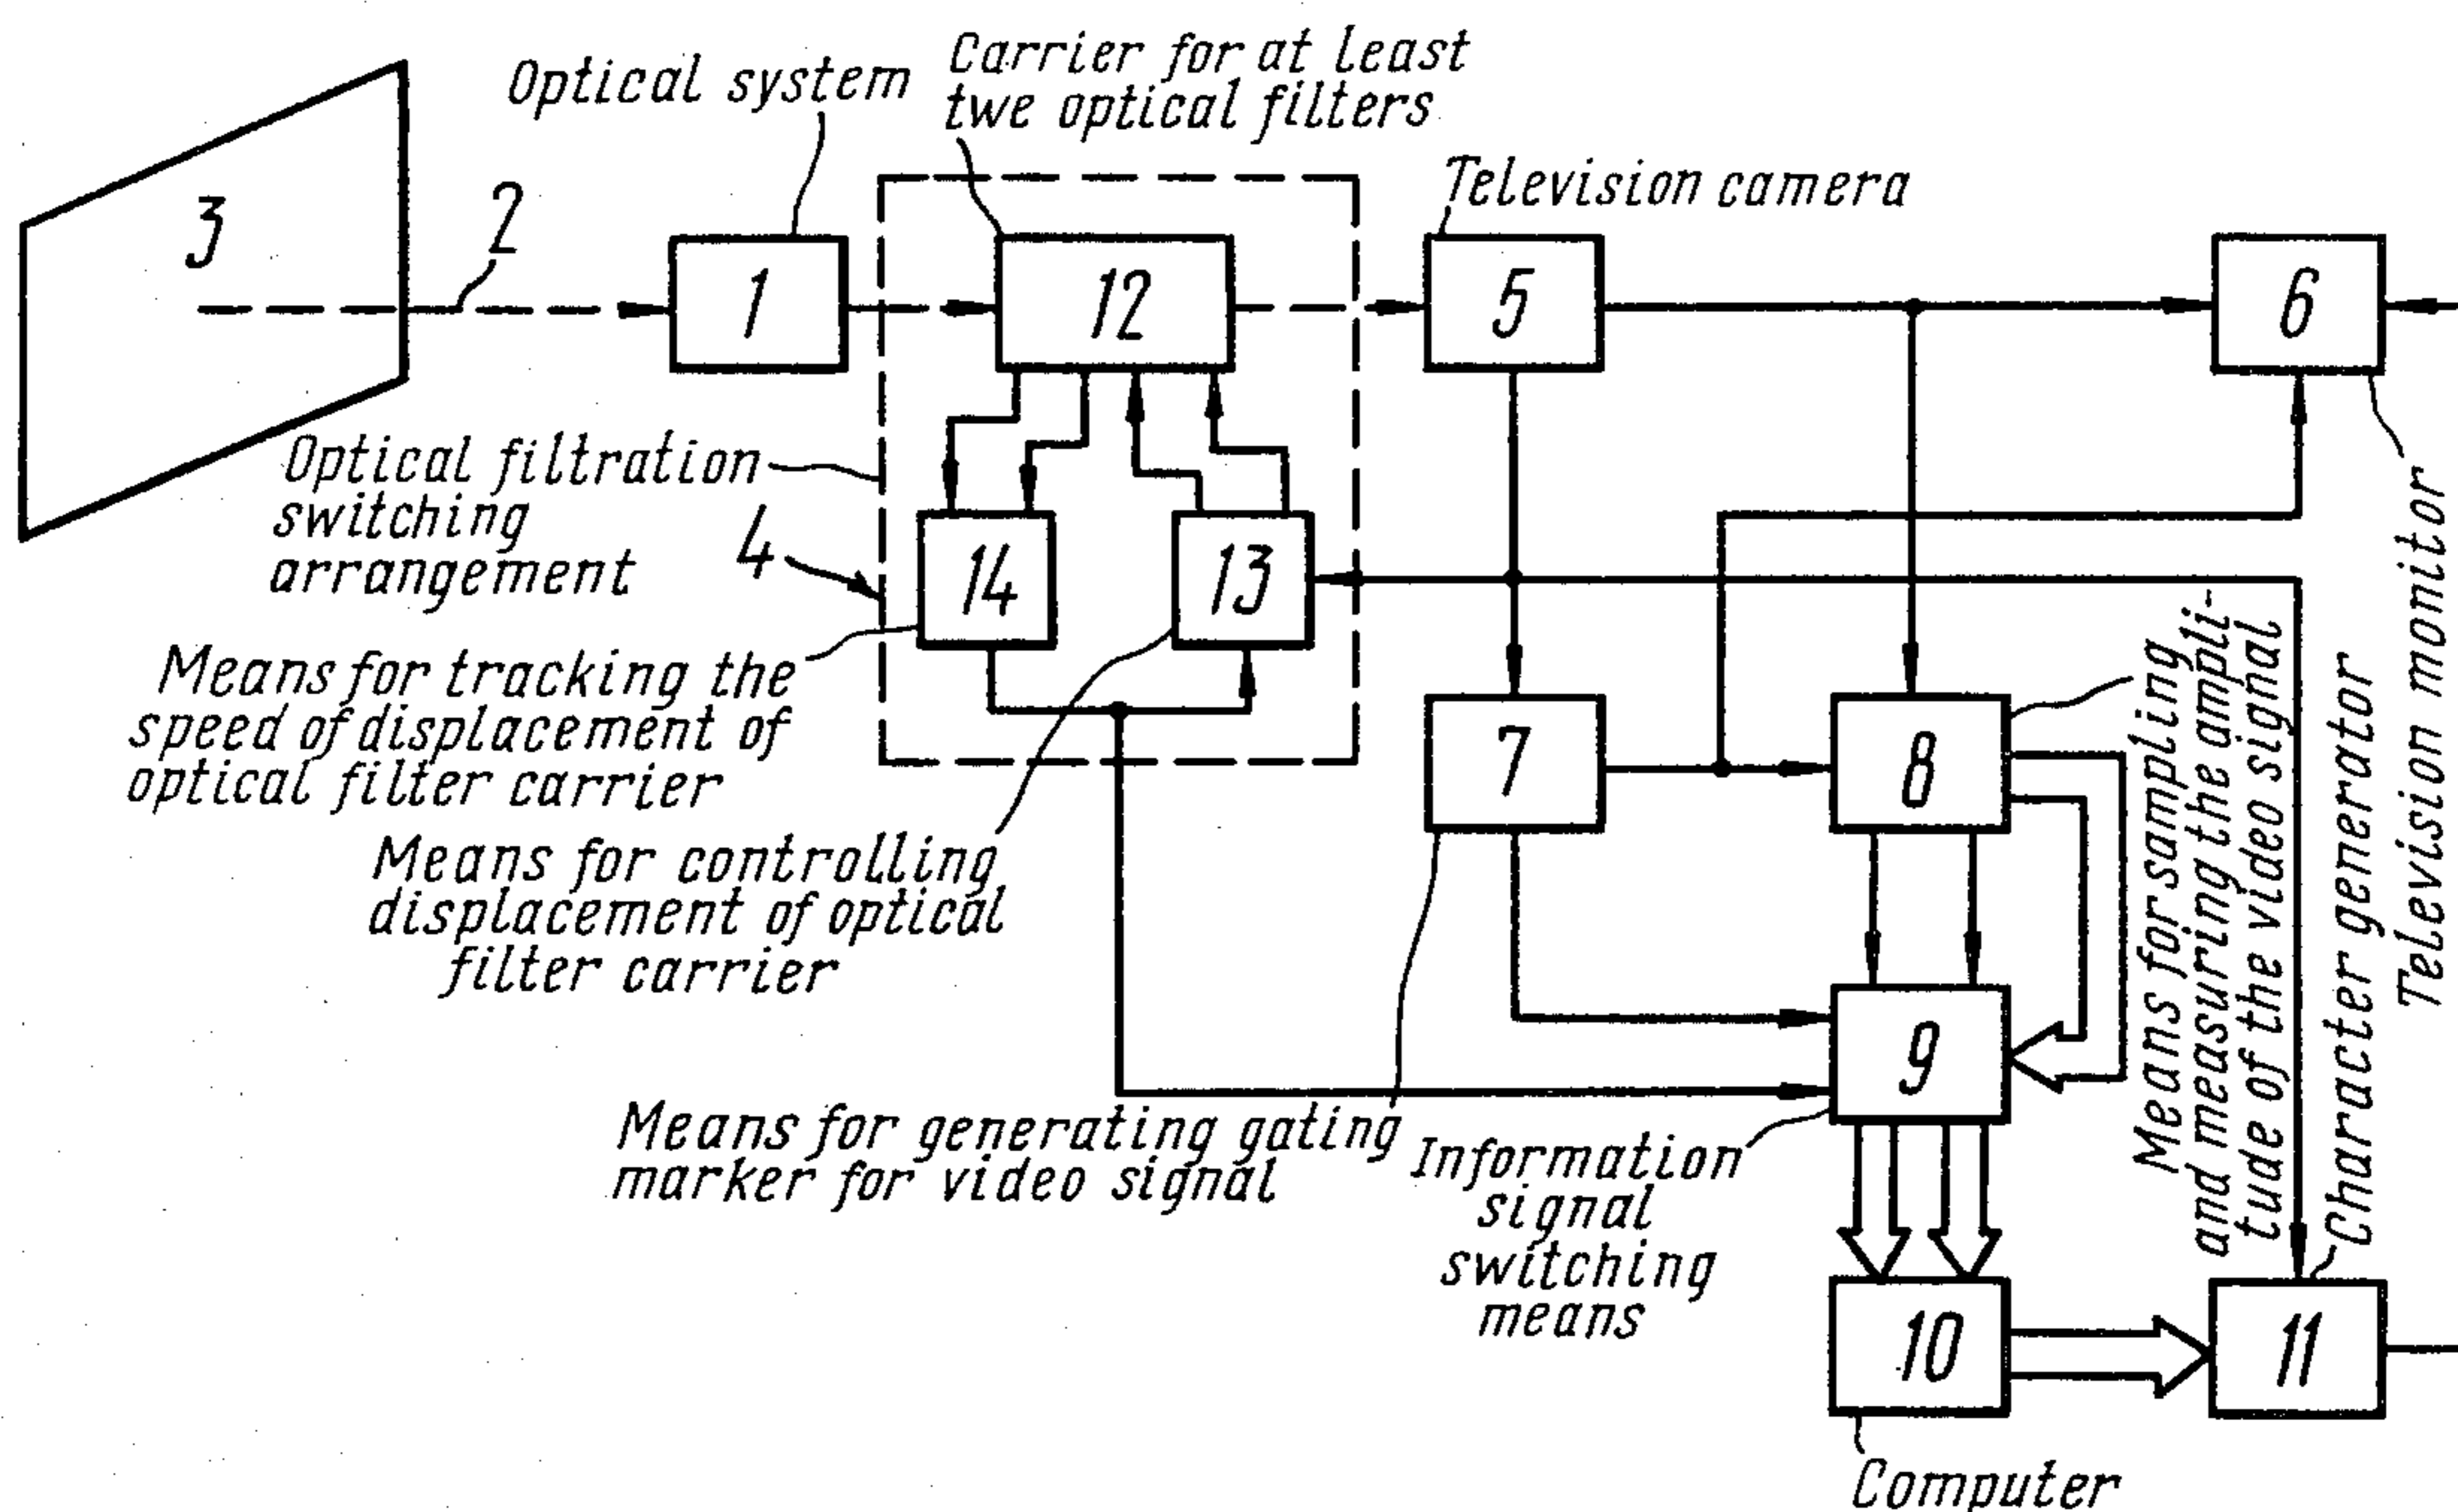 Optical system
Carrier for at least
twe optical filters
Television camera
3
2
1
12
5
6
Optical filtration
switching
arrangement
4
14
13
Means for tracking the
speed of displacement of
optical filter carrier
7
8
Means for controlling
displacement of optical
filter carrier
9
Means for generating gating
marker for video signal
Information
signal
switching
means
Means for sampling
and measuring the ampli-
tude of the video signal
Character generator
Television monitor
10
11
Computer